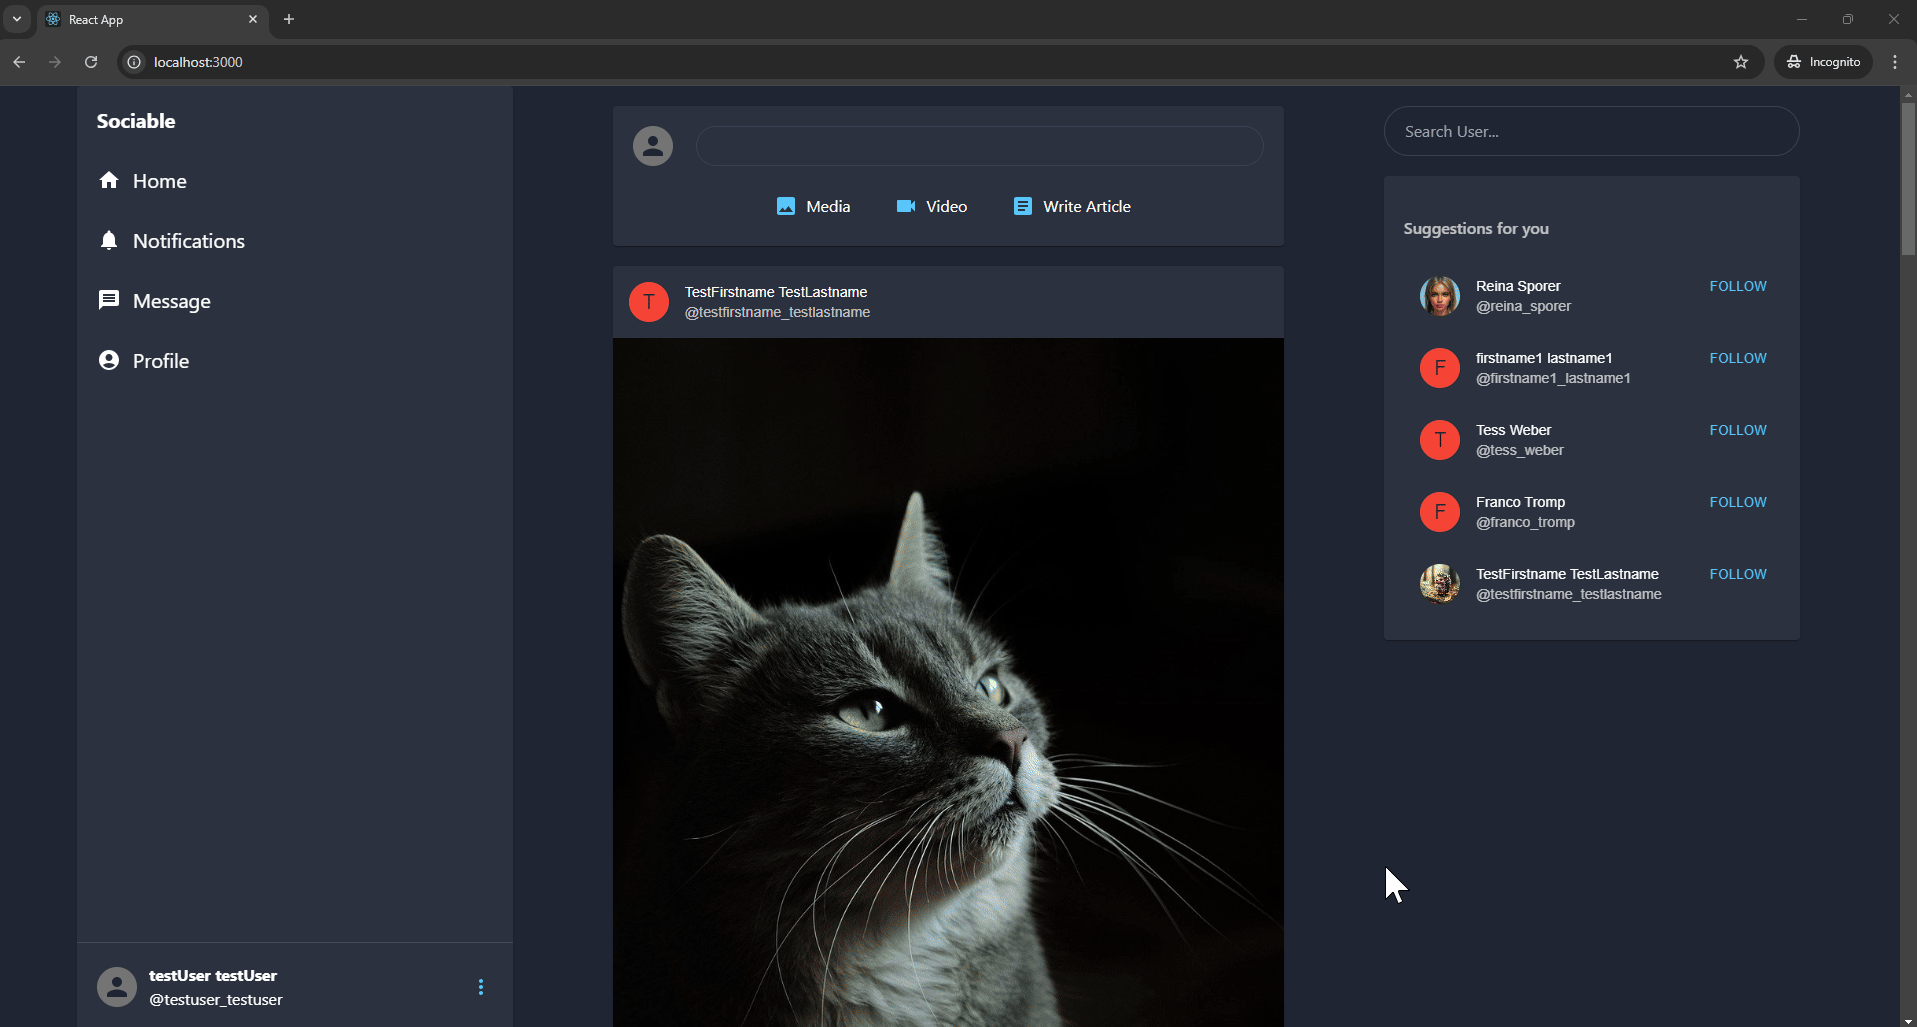 React App
localhost:3000
Incognito
Sociable
Home
Notifications
Message
Profile
testUser testUser
@testuser_testuser
Media
Video
Write Article
T
TestFirstname TestLastname
@testfirstname_testlastname
Search User...
Suggestions for you
Reina Sporer
FOLLOW
@reina_sporer
F
firstname1 lastname1
FOLLOW
@firstname1_lastname1
T
Tess Weber
FOLLOW
@tess_weber
F
Franco Tromp
FOLLOW
@franco_tromp
TestFirstname TestLastname
FOLLOW
@testfirstname_testlastname